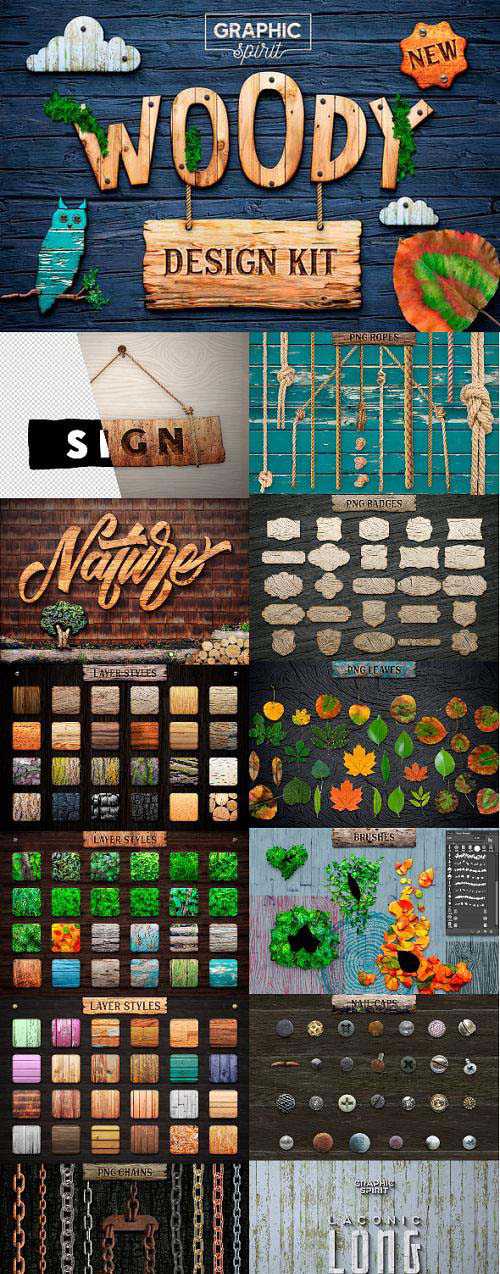 GRAPHIC
spirit
NEW
WOODY
DESIGN KIT
SIGN
PNG ROPES
Nature
PNG BADGES
LAYER STYLES
PNG LEAVES
LAYER STYLES
BRUSHES
LAYER STYLES
NAIL CAPS
PNG CHAINS
GRAPHIC
SPIRIT
LACONIC
LONG